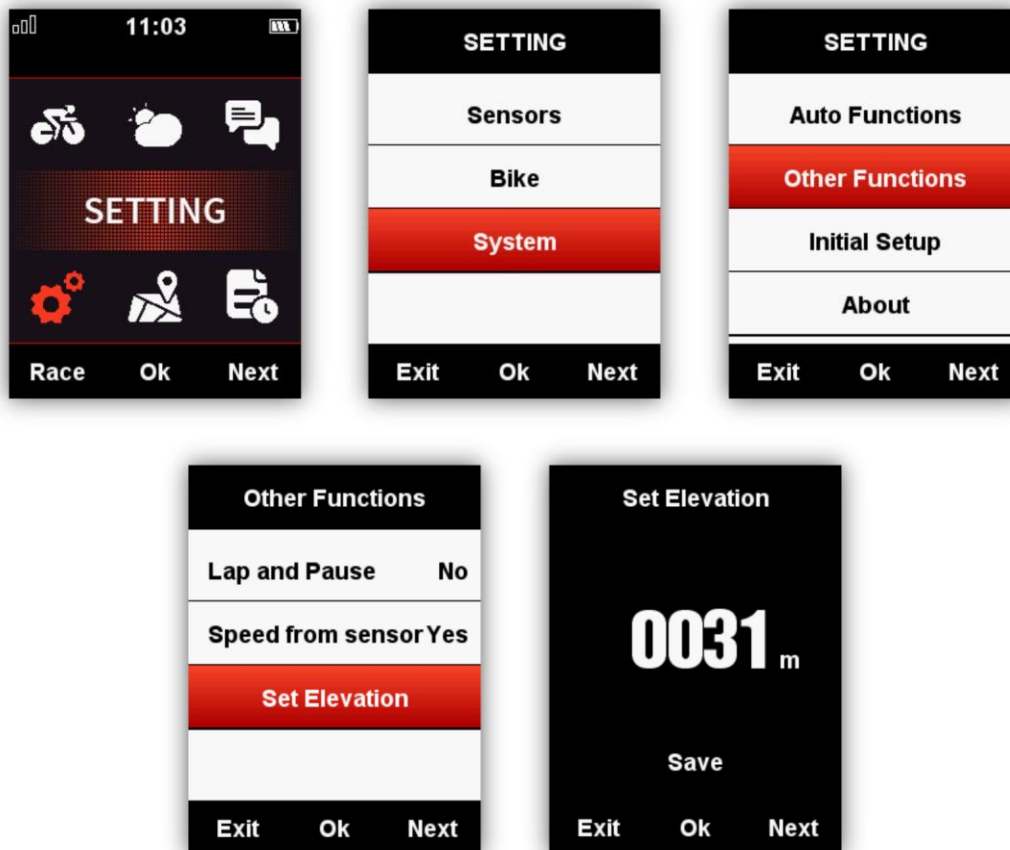 11:03
SETTING
Race Ok Next
SETTING
Sensors
Bike
System
Exit Ok Next
SETTING
Auto Functions
Other Functions
Initial Setup
About
Exit Ok Next
Other Functions
Lap and Pause No
Speed from sensor Yes
Set Elevation
Exit Ok Next
Set Elevation
0031 m
Save
Exit Ok Next